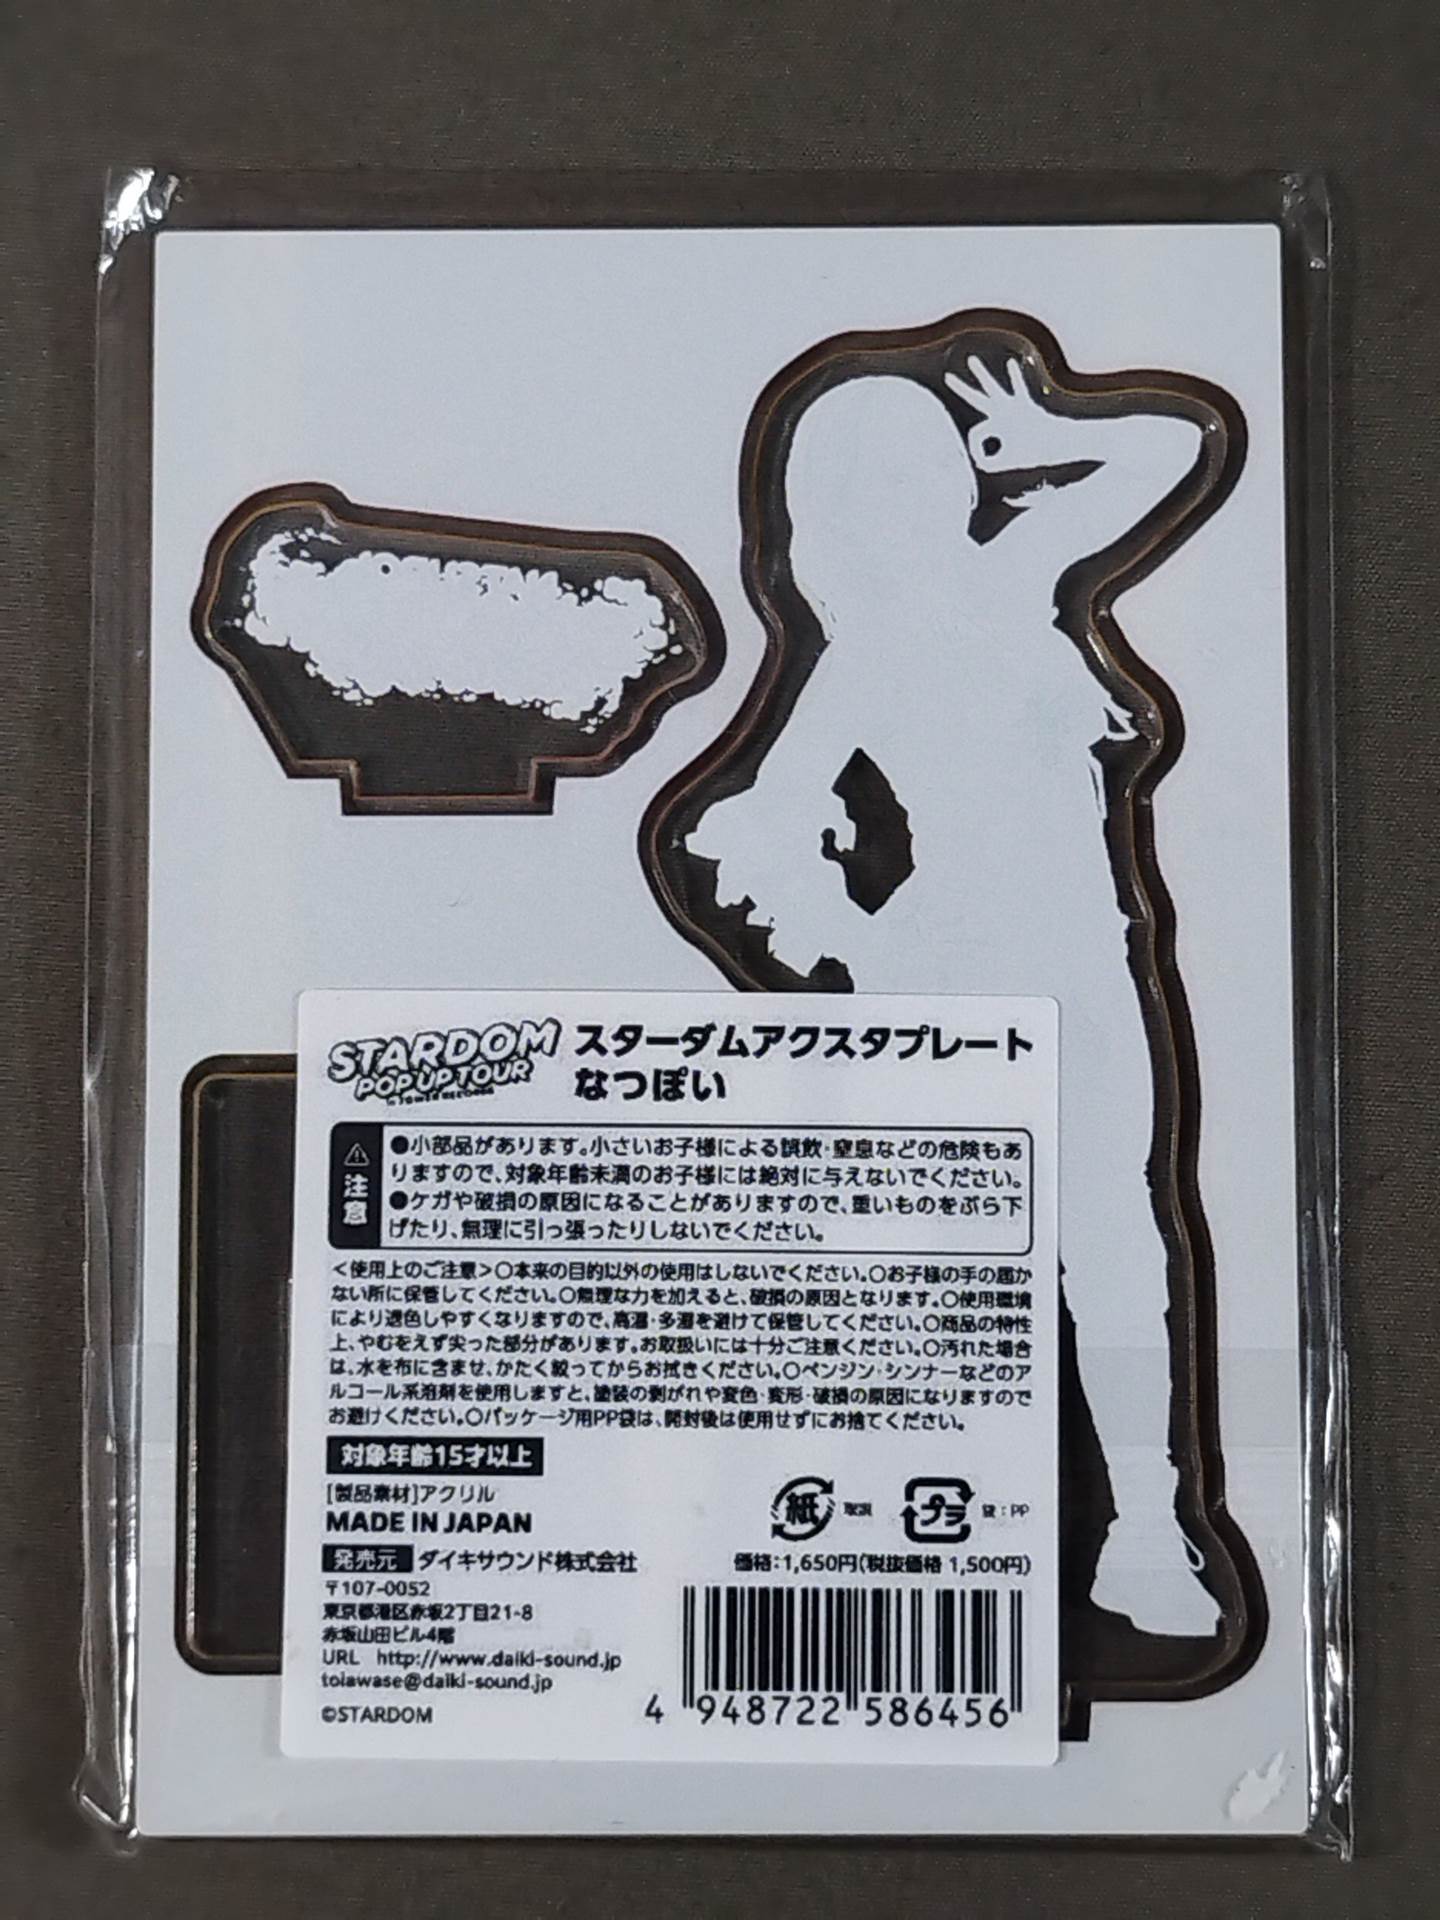 STARDOM
POP UP TOUR
in TOWER RECORDS
スターダムアクスタプレート
なつぽい
注意
●小部品があります。小さいお子様による誤飲・窒息などの危険もあ
りますので、対象年齢未満のお子様には絶対に与えないでください。
●ケガや破損の原因になることがありますので、重いものをぶら下
げたり、無理に引っ張ったりしないでください。
<使用上のご注意>○本来の目的以外の使用はしないでください。○お子様の手の届か
ない所に保管してください。○無理な力を加えると、破損の原因となります。○使用環境
により退色しやすくなりますので、高温・多湿を避けて保管してください。○商品の特性
上、やむをえず尖った部分があります。お取扱いには十分ご注意ください。○汚れた場合
は、水を布に含ませ、かたく絞ってからお拭きください。○ベンジン・シンナーなどのア
ルコール系溶剤を使用しますと、塗装の剥がれや変色・変形・破損の原因になりますので
お避けください。○パッケージ用PP袋は、開封後は使用せずにお捨てください。
対象年齢15才以上
[製品素材]アクリル
MADE IN JAPAN
紙
プラ 袋:PP
発売元 ダイキサウンド株式会社
価格:1,650円(税抜価格 1,500円)
〒107-0052
東京都港区赤坂2丁目21-8
赤坂山田ビル4階
URL http://www.daiki-sound.jp
toiawase@daiki-sound.jp
©STARDOM
4 948722 586456